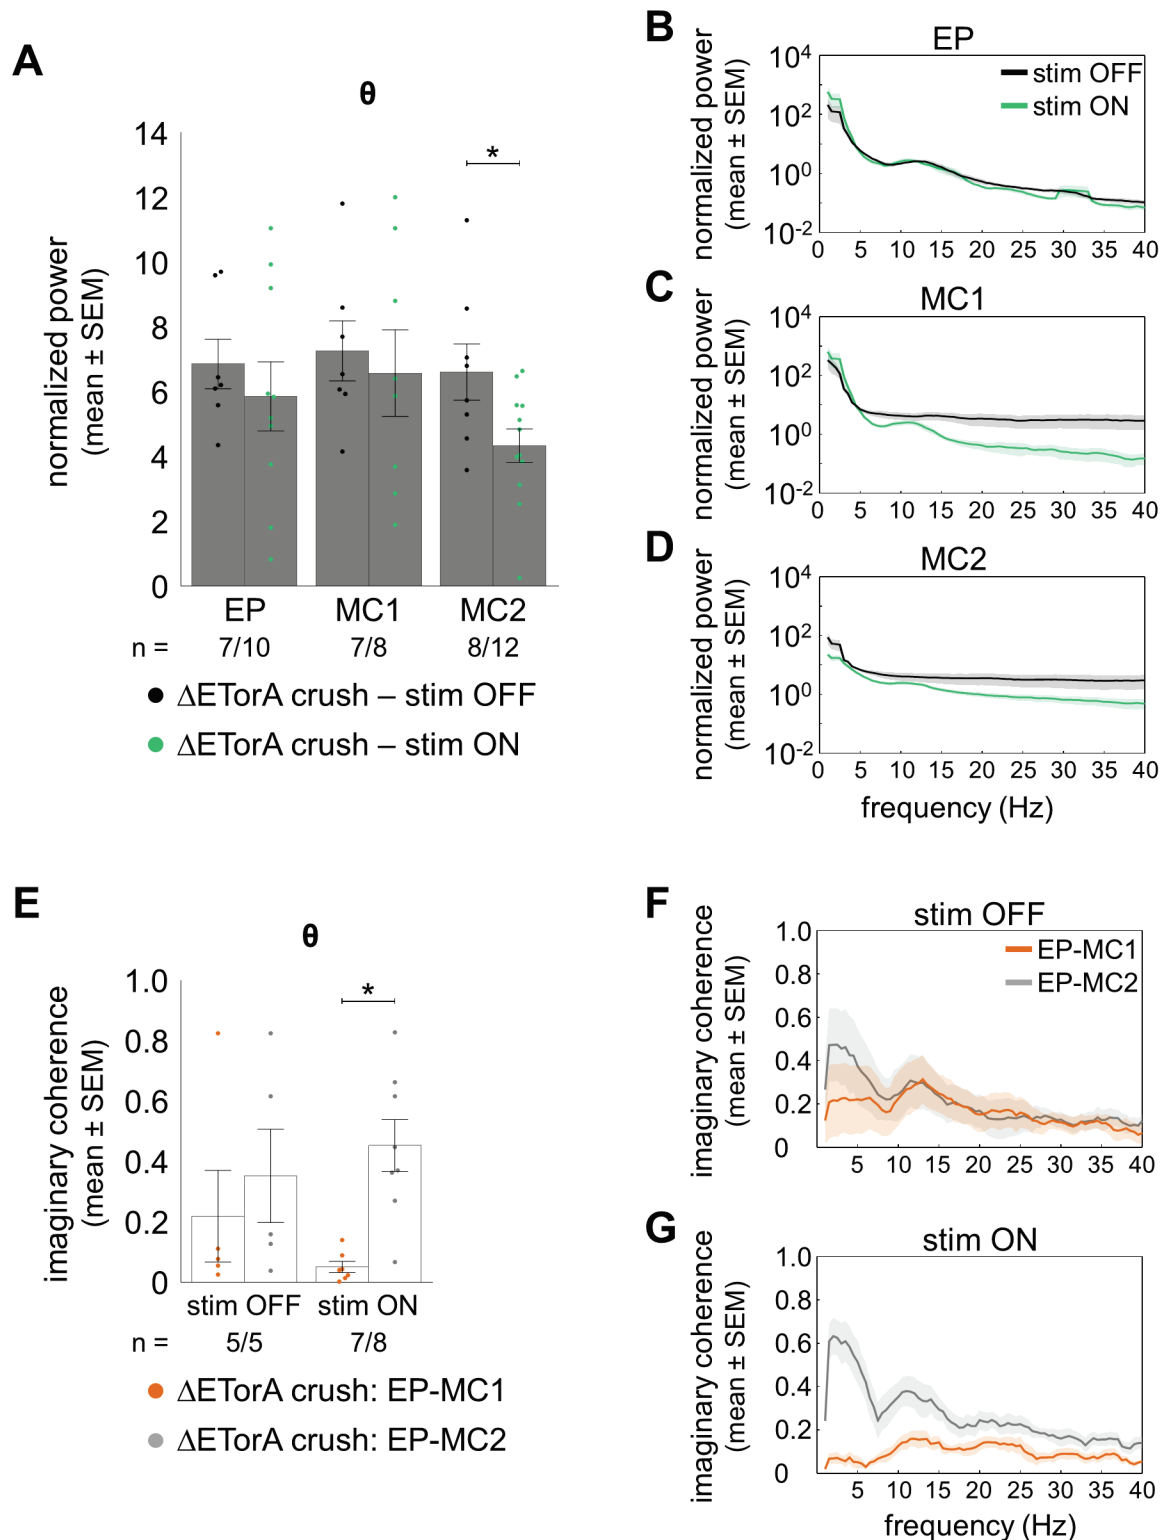 A
θ
normalized power
(mean ± SEM)
14
12
10
8
6
4
2
0
*
EP MC1 MC2
n = 7/10 7/8 8/12
ΔETorA crush – stim OFF
ΔETorA crush – stim ON
B
EP
normalized power
(mean ± SEM)
10^4
10^2
10^0
10^-2
stim OFF
stim ON
0 5 10 15 20 25 30 35 40
C
MC1
normalized power
(mean ± SEM)
10^4
10^2
10^0
10^-2
0 5 10 15 20 25 30 35 40
D
MC2
normalized power
(mean ± SEM)
10^4
10^2
10^0
10^-2
0 5 10 15 20 25 30 35 40
frequency (Hz)
E
θ
imaginary coherence
(mean ± SEM)
1.0
0.8
0.6
0.4
0.2
0
*
stim OFF stim ON
n = 5/5 7/8
ΔETorA crush: EP-MC1
ΔETorA crush: EP-MC2
F
stim OFF
imaginary coherence
(mean ± SEM)
1.0
0.8
0.6
0.4
0.2
0
EP-MC1
EP-MC2
5 10 15 20 25 30 35 40
G
stim ON
imaginary coherence
(mean ± SEM)
1.0
0.8
0.6
0.4
0.2
0
5 10 15 20 25 30 35 40
frequency (Hz)